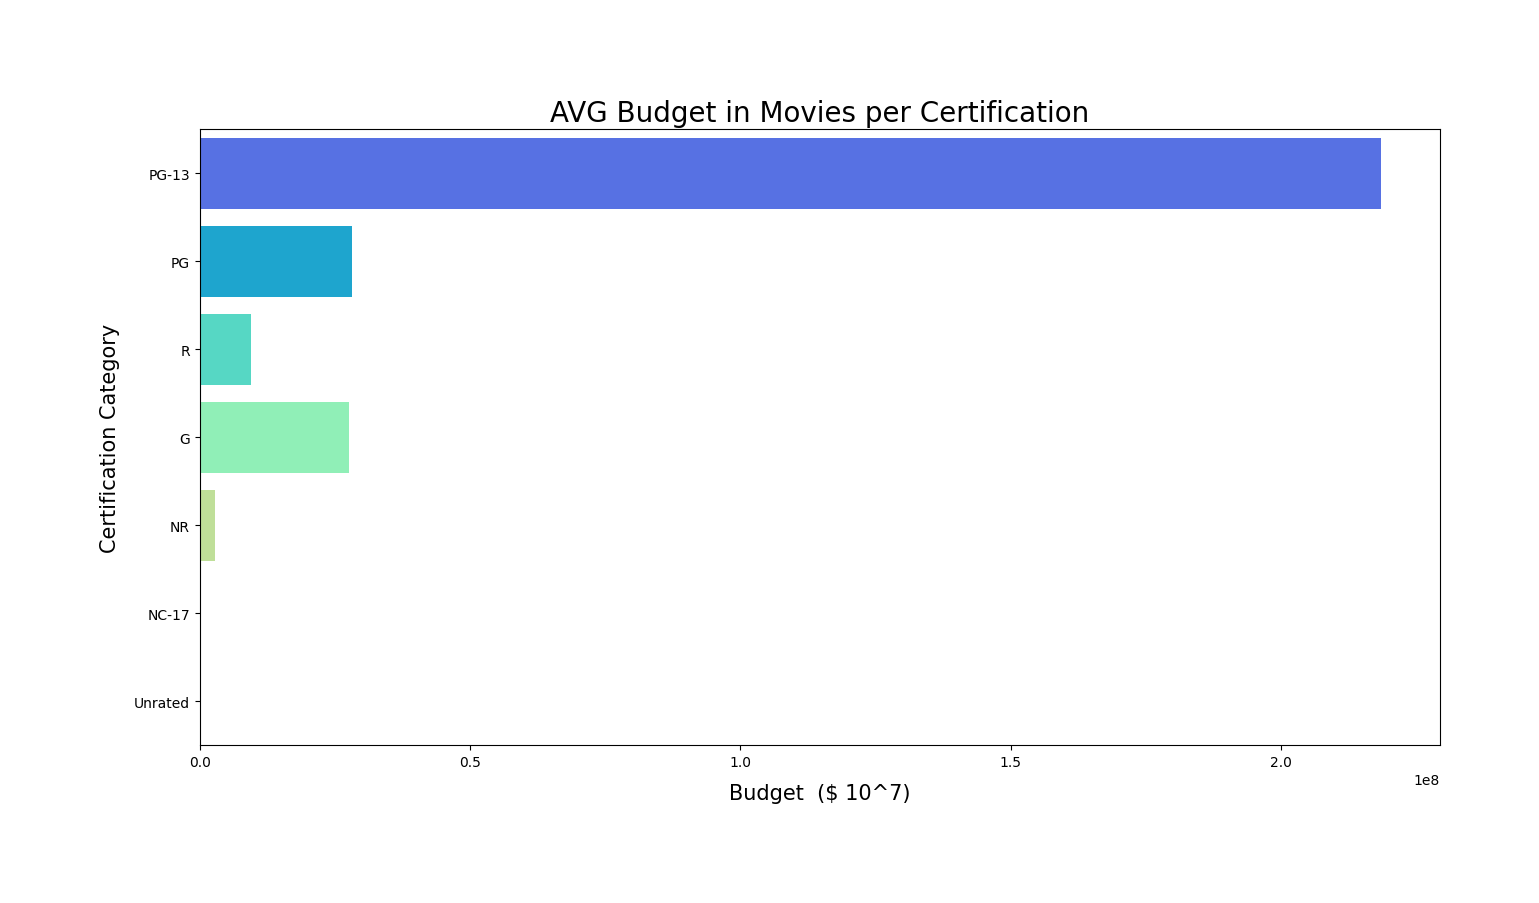 AVG Budget in Movies per Certification
Certification Category
PG-13
PG
R
G
NR
NC-17
Unrated
0.0 0.5 1.0 1.5 2.0
1e8
Budget  ($ 10^7)